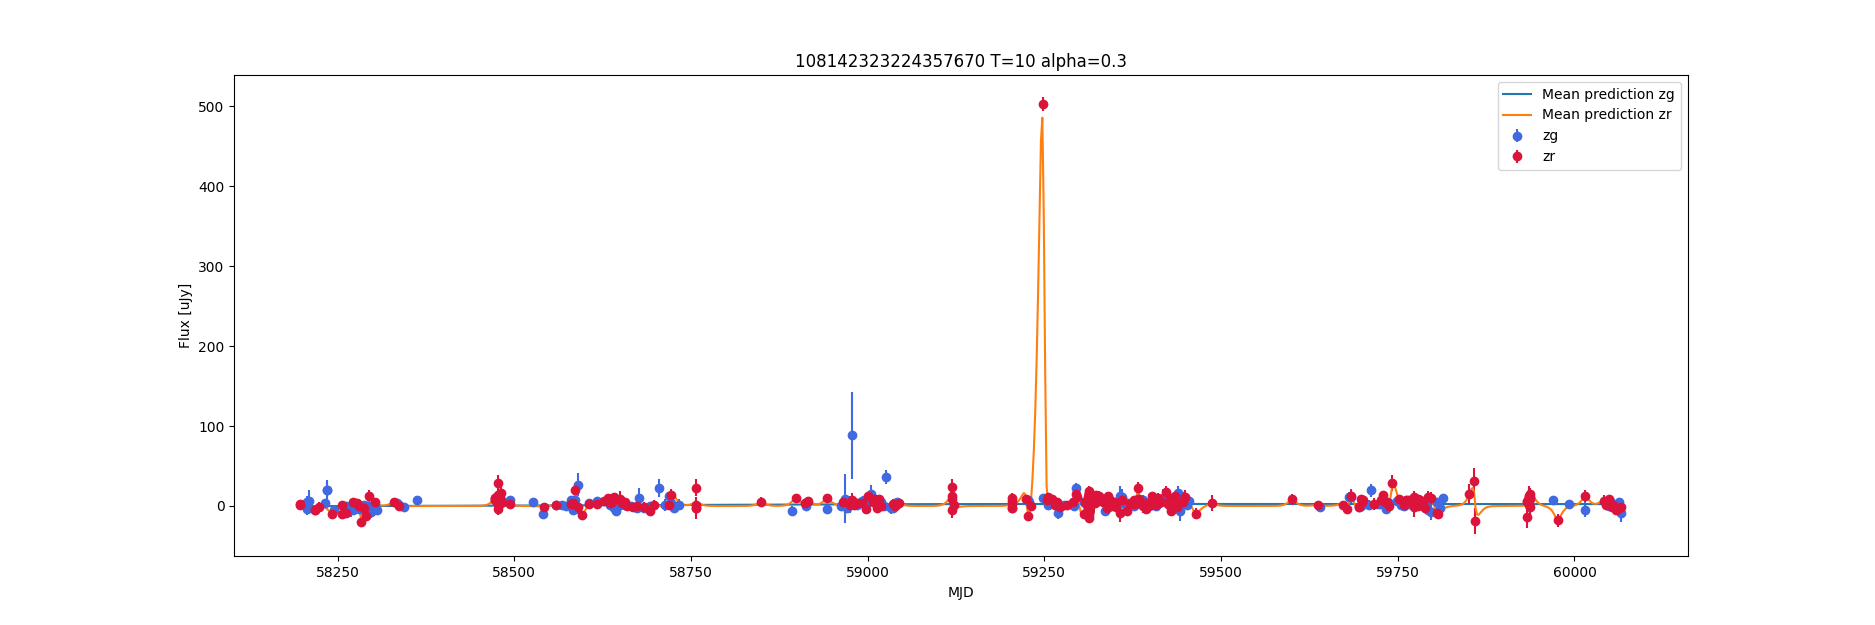 108142323224357670 T=10 alpha=0.3
Flux [uJy]
500
400
300
200
100
0
58250 58500 58750 59000 59250 59500 59750 60000
MJD
Mean prediction zg
Mean prediction zr
zg
zr